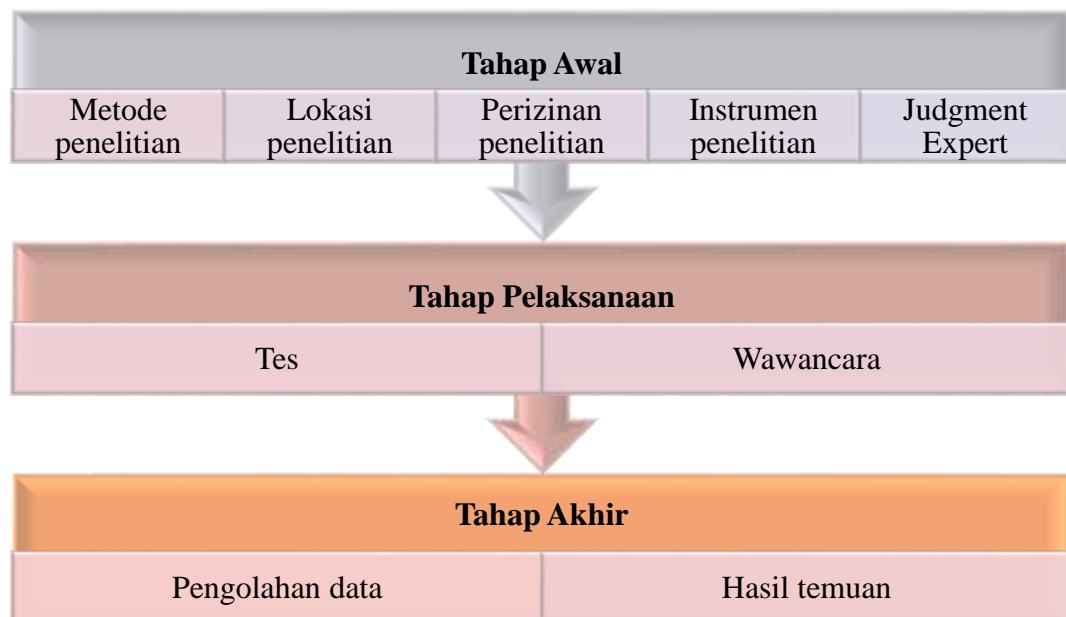 Tahap Awal
Metode
penelitian
Lokasi
penelitian
Perizinan
penelitian
Instrumen
penelitian
Judgment
Expert
Tahap Pelaksanaan
Tes
Wawancara
Tahap Akhir
Pengolahan data
Hasil temuan